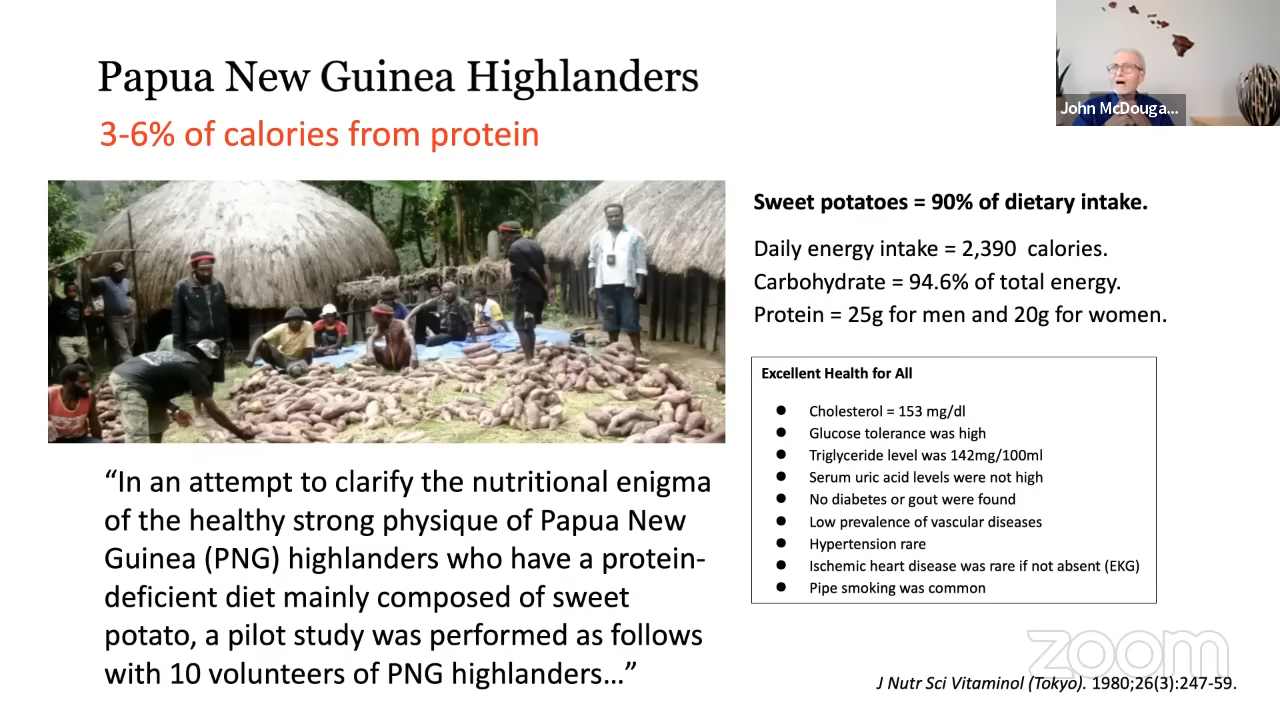 Papua New Guinea Highlanders
3-6% of calories from protein
John McDouga...
Sweet potatoes = 90% of dietary intake.
Daily energy intake = 2,390 calories.
Carbohydrate = 94.6% of total energy.
Protein = 25g for men and 20g for women.
Excellent Health for All
● Cholesterol = 153 mg/dl
● Glucose tolerance was high
● Triglyceride level was 142mg/100ml
● Serum uric acid levels were not high
● No diabetes or gout were found
● Low prevalence of vascular diseases
● Hypertension rare
● Ischemic heart disease was rare if not absent (EKG)
● Pipe smoking was common
“In an attempt to clarify the nutritional enigma
of the healthy strong physique of Papua New
Guinea (PNG) highlanders who have a protein-
deficient diet mainly composed of sweet
potato, a pilot study was performed as follows
with 10 volunteers of PNG highlanders…”
zoom
J Nutr Sci Vitaminol (Tokyo). 1980;26(3):247-59.